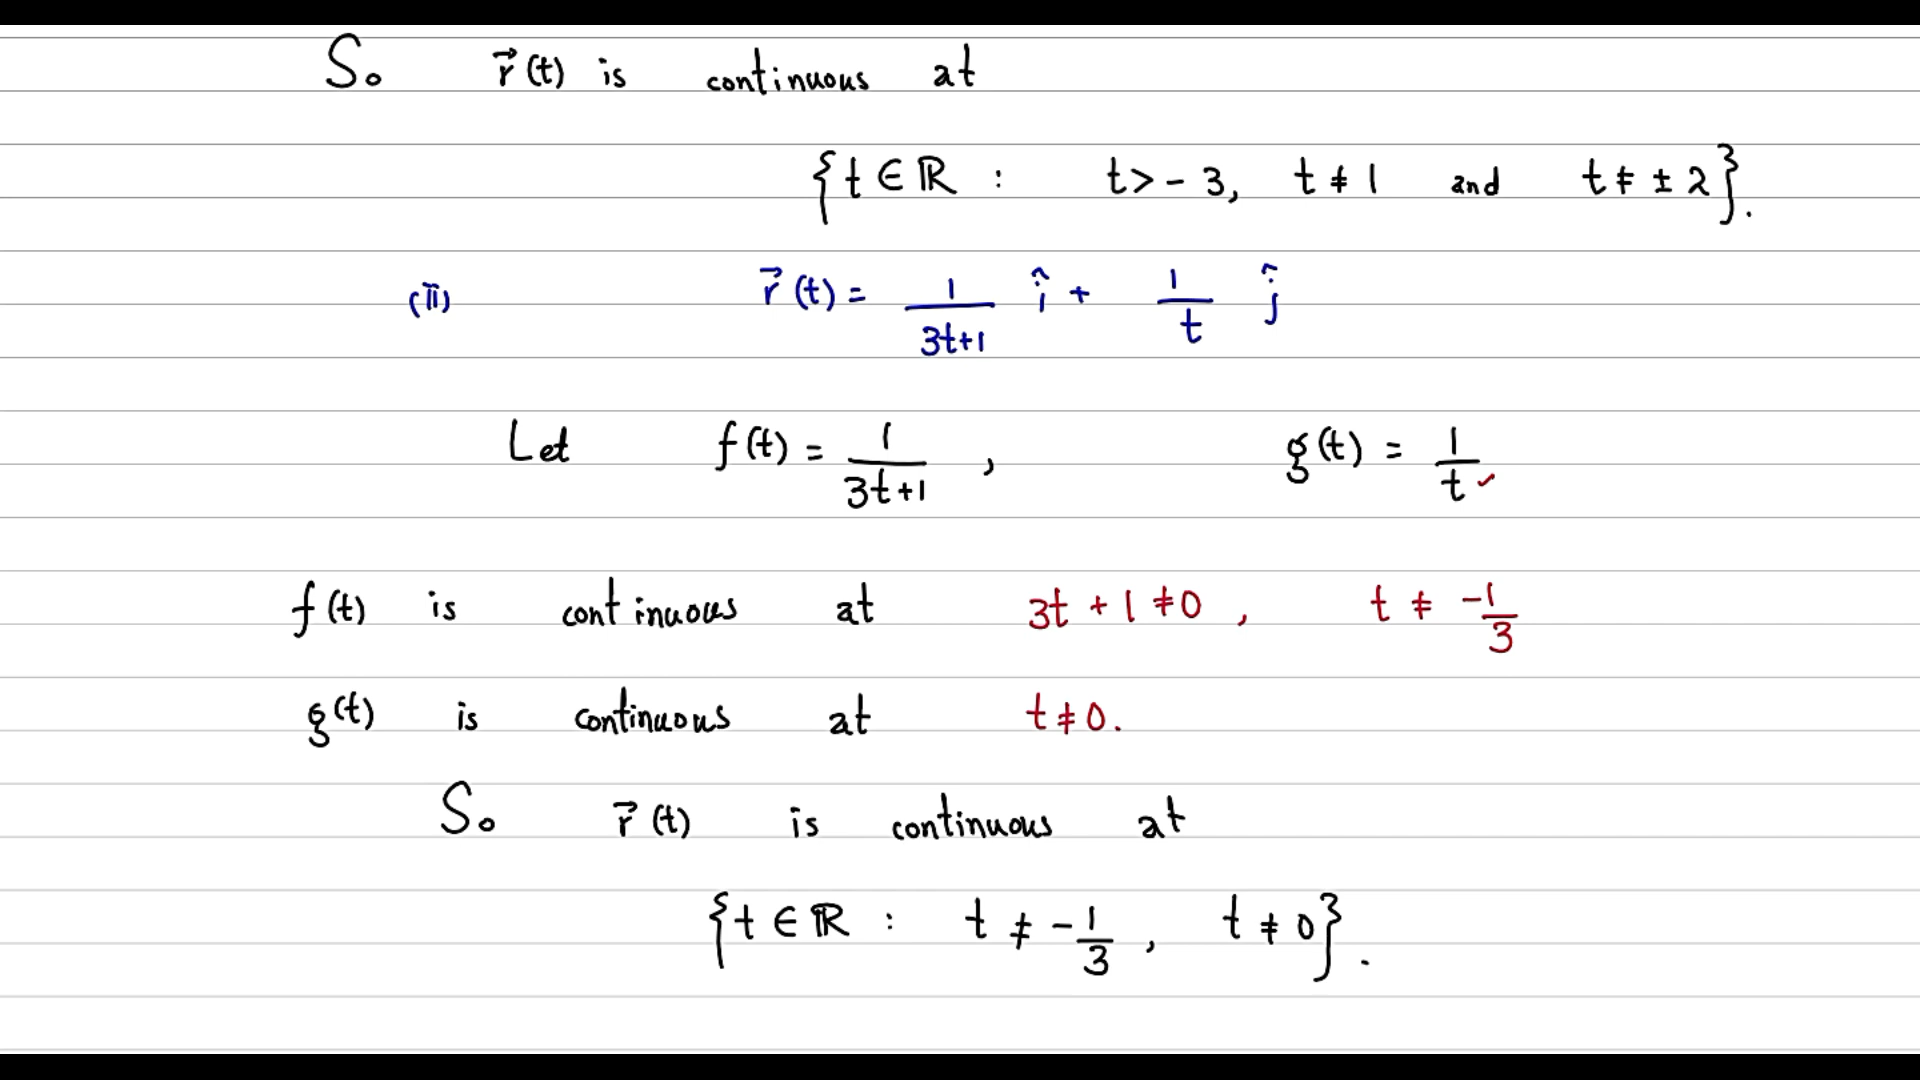 So r⃗(t) is continuous at
{t ∈ ℝ : t > -3, t ≠ 1 and t ≠ ± 2}.
(ii) r⃗(t) = 1/(3t+1) î + 1/t ĵ
Let f(t) = 1/(3t+1), g(t) = 1/t ✓
f(t) is continuous at 3t + 1 ≠ 0, t ≠ -1/3
g(t) is continuous at t ≠ 0.
So r⃗(t) is continuous at
{t ∈ ℝ : t ≠ -1/3, t ≠ 0}.